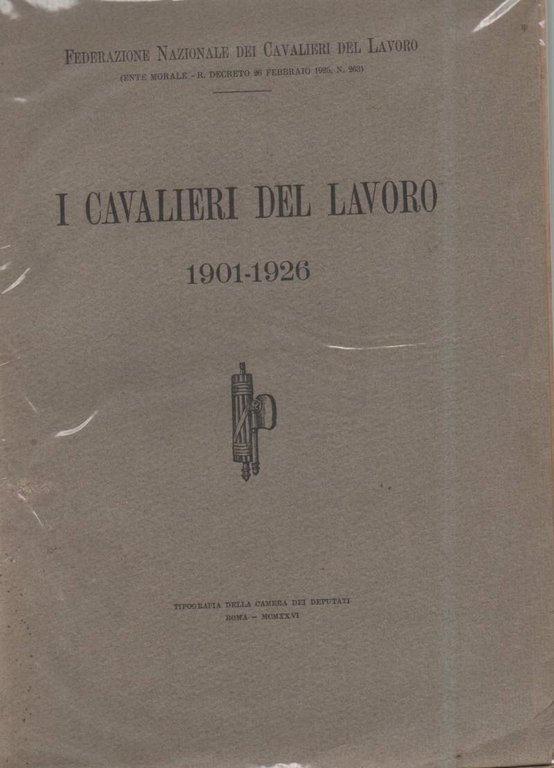 Federazione Nazionale dei Cavalieri del Lavoro
(ENTE MORALE - R. DECRETO 26 FEBBRAIO 1925, N. 263)
I CAVALIERI DEL LAVORO
1901-1926
TIPOGRAFIA DELLA CAMERA DEI DEPUTATI
ROMA — MCMXXVI